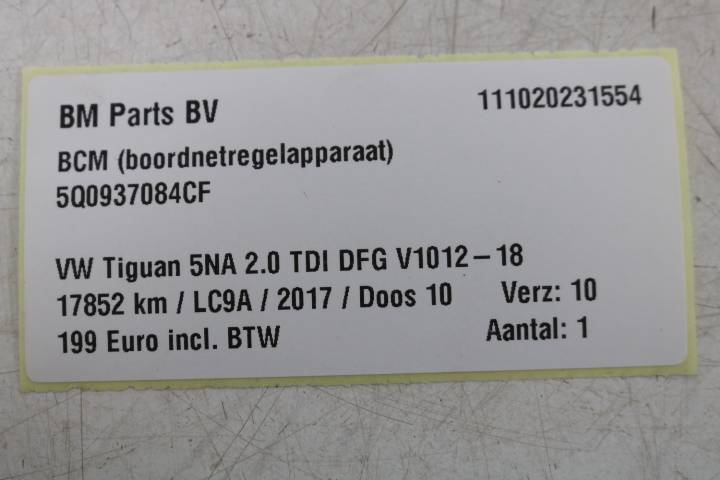 BM Parts BV 111020231554
BCM (boordnetregelapparaat)
5Q0937084CF
VW Tiguan 5NA 2.0 TDI DFG V1012-18
17852 km / LC9A / 2017 / Doos 10 Verz: 10
199 Euro incl. BTW Aantal: 1